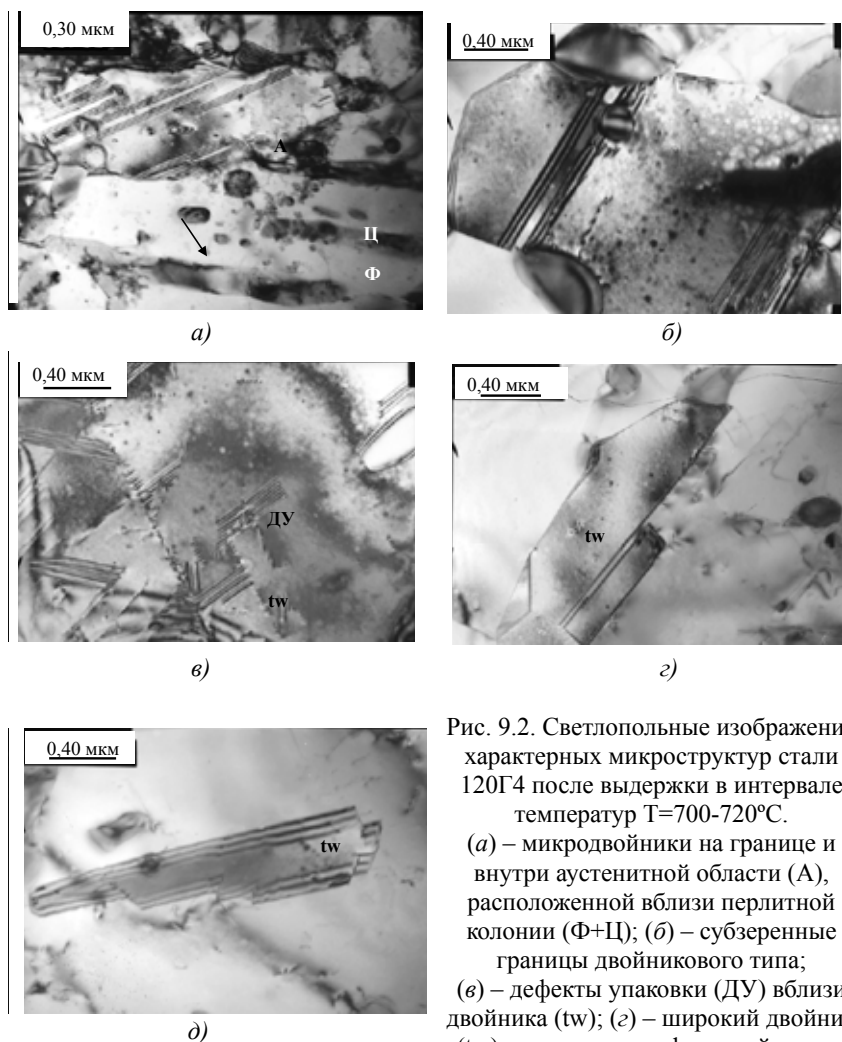 0,30 мкм
А
Ц
Ф
а)
0,40 мкм
б)
0,40 мкм
ДУ
tw
в)
0,40 мкм
tw
г)
0,40 мкм
tw
д)
Рис. 9.2. Светлопольные изображени
характерных микроструктур стали
120Г4 после выдержки в интервале
температур Т=700-720ºС.
(а) – микродвойники на границе и
внутри аустенитной области (А),
расположенной вблизи перлитной
колонии (Ф+Ц); (б) – субзеренные
границы двойникового типа;
(в) – дефекты упаковки (ДУ) вблизи
двойника (tw); (г) – широкий двойни